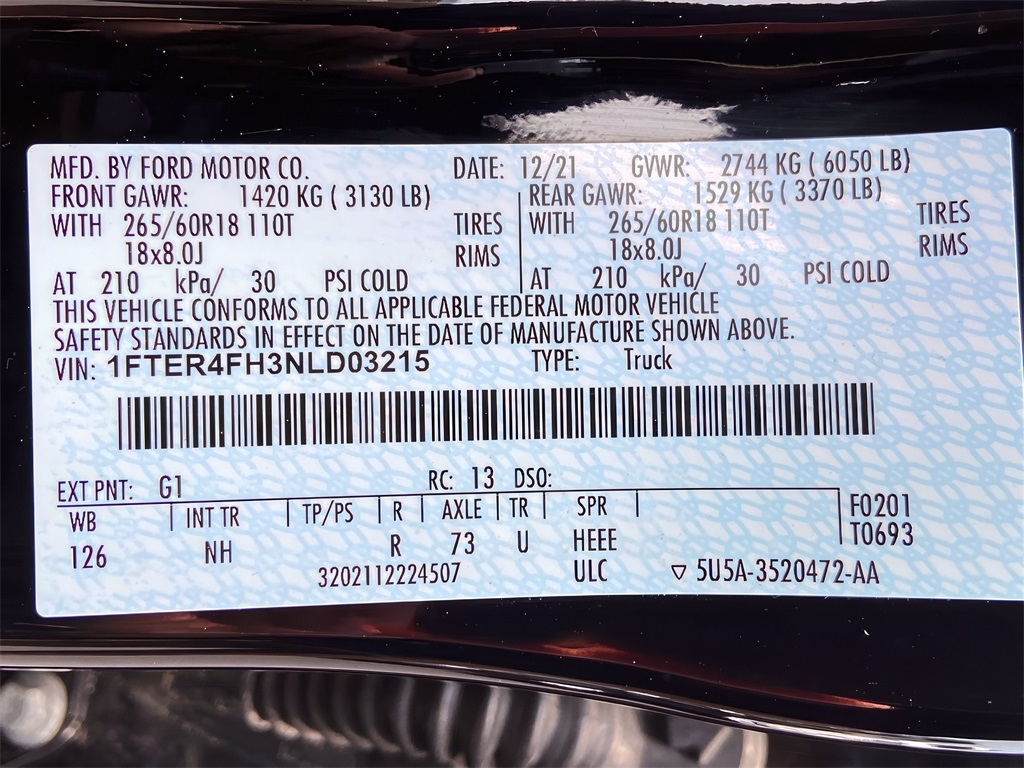 MFD. BY FORD MOTOR CO. DATE: 12/21 GVWR: 2744 KG ( 6050 LB)
FRONT GAWR: 1420 KG ( 3130 LB) REAR GAWR: 1529 KG ( 3370 LB)
WITH 265/60R18 110T TIRES WITH 265/60R18 110T TIRES
18x8.0J RIMS 18x8.0J RIMS
AT 210 kPa/ 30 PSI COLD AT 210 kPa/ 30 PSI COLD
THIS VEHICLE CONFORMS TO ALL APPLICABLE FEDERAL MOTOR VEHICLE
SAFETY STANDARDS IN EFFECT ON THE DATE OF MANUFACTURE SHOWN ABOVE.
VIN: 1FTER4FH3NLD03215 TYPE: Truck
EXT PNT: G1 RC: 13 DSO:
WB INT TR TP/PS R AXLE TR SPR F0201
126 NH R 73 U HEEE T0693
3202112224507 ULC ▽ 5U5A-3520472-AA